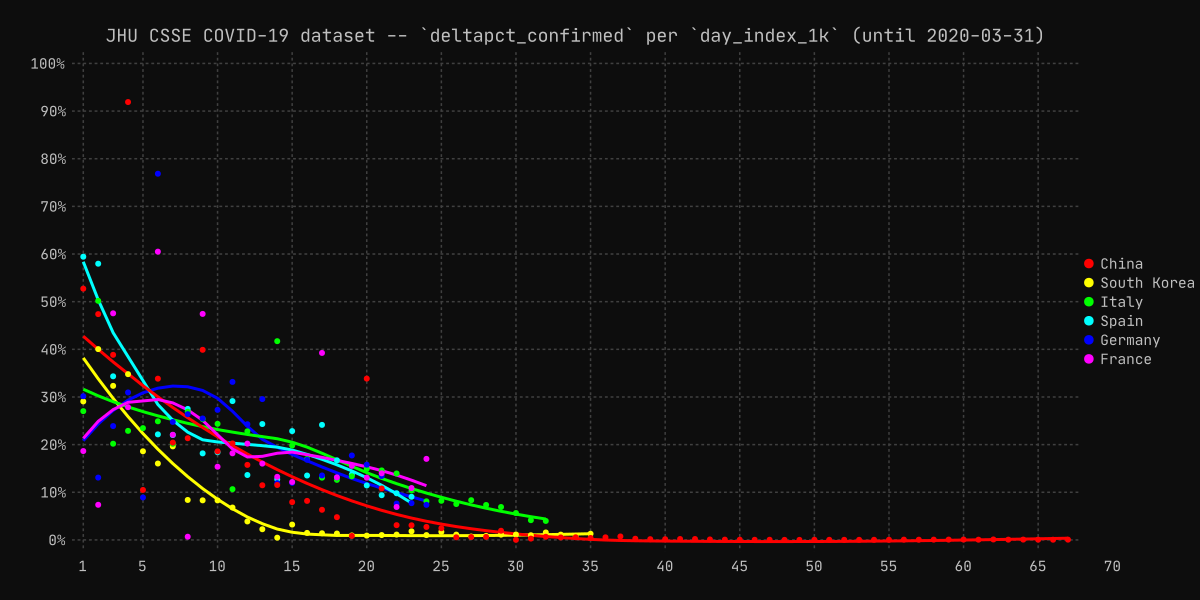 JHU CSSE COVID-19 dataset -- `deltapct_confirmed` per `day_index_1k` (until 2020-03-31)
100%
90%
80%
70%
60%
50%
40%
30%
20%
10%
0%
1 5 10 15 20 25 30 35 40 45 50 55 60 65 70
China
South Korea
Italy
Spain
Germany
France